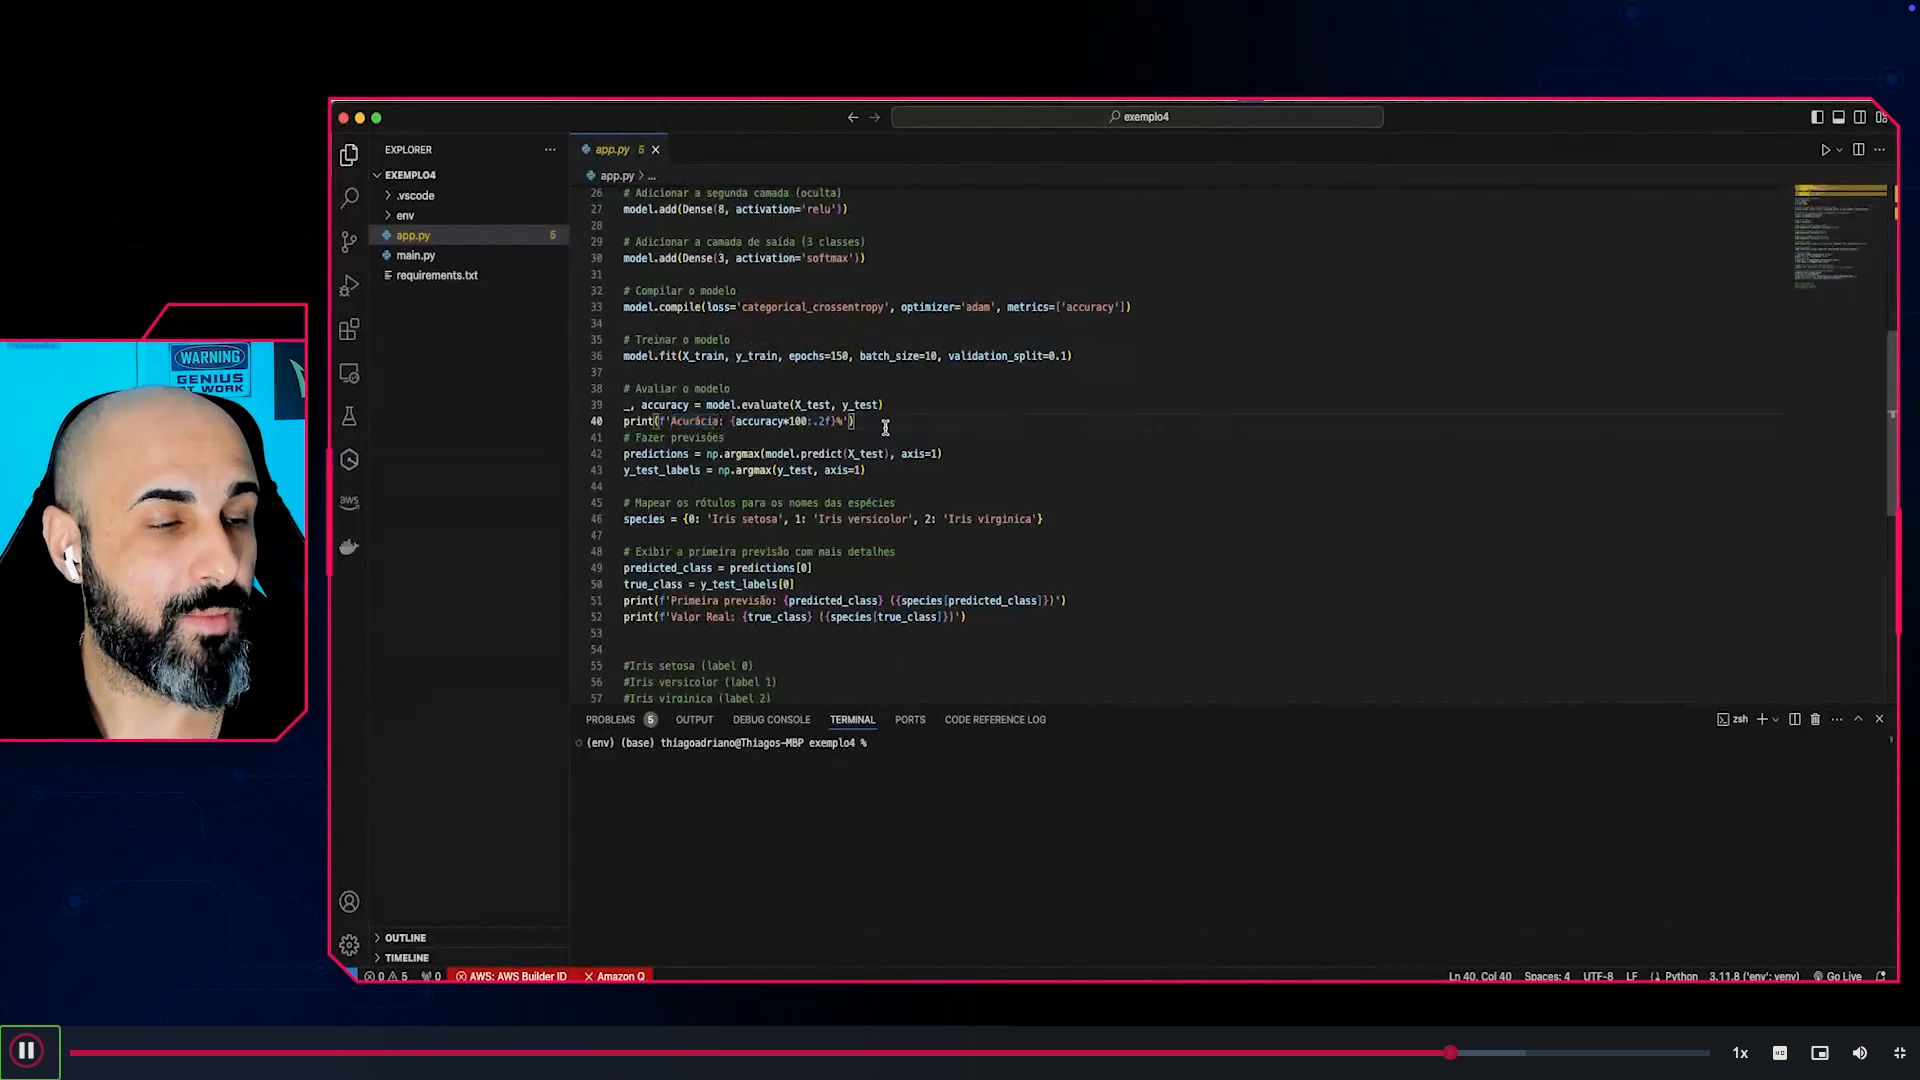 WARNING
GENIUS
AT WORK
exemplo4
EXPLORER
EXEMPLO4
.vscode
env
app.py 5
main.py
requirements.txt
OUTLINE
TIMELINE
app.py 5
app.py > ...
26 # Adicionar a segunda camada (oculta)
27 model.add(Dense(8, activation='relu'))
28
29 # Adicionar a camada de saída (3 classes)
30 model.add(Dense(3, activation='softmax'))
31
32 # Compilar o modelo
33 model.compile(loss='categorical_crossentropy', optimizer='adam', metrics=['accuracy'])
34
35 # Treinar o modelo
36 model.fit(X_train, y_train, epochs=150, batch_size=10, validation_split=0.1)
37
38 # Avaliar o modelo
39 _, accuracy = model.evaluate(X_test, y_test)
40 print(f'Acurácia: {accuracy*100:.2f}%')
41 # Fazer previsões
42 predictions = np.argmax(model.predict(X_test), axis=1)
43 y_test_labels = np.argmax(y_test, axis=1)
44
45 # Mapear os rótulos para os nomes das espécies
46 species = {0: 'Iris setosa', 1: 'Iris versicolor', 2: 'Iris virginica'}
47
48 # Exibir a primeira previsão com mais detalhes
49 predicted_class = predictions[0]
50 true_class = y_test_labels[0]
51 print(f'Primeira previsão: {predicted_class} ({species[predicted_class]})')
52 print(f'Valor Real: {true_class} ({species[true_class]})')
53
54
55 #Iris setosa (label 0)
56 #Iris versicolor (label 1)
57 #Iris virginica (label 2)
PROBLEMS 5 OUTPUT DEBUG CONSOLE TERMINAL PORTS CODE REFERENCE LOG zsh
(env) (base) thiagoadriano@Thiagos-MBP exemplo4 %
aws
0 5 0 AWS: AWS Builder ID Amazon Q Ln 40, Col 40 Spaces: 4 UTF-8 LF Python 3.11.8 ('env': venv) Go Live
1x
HD